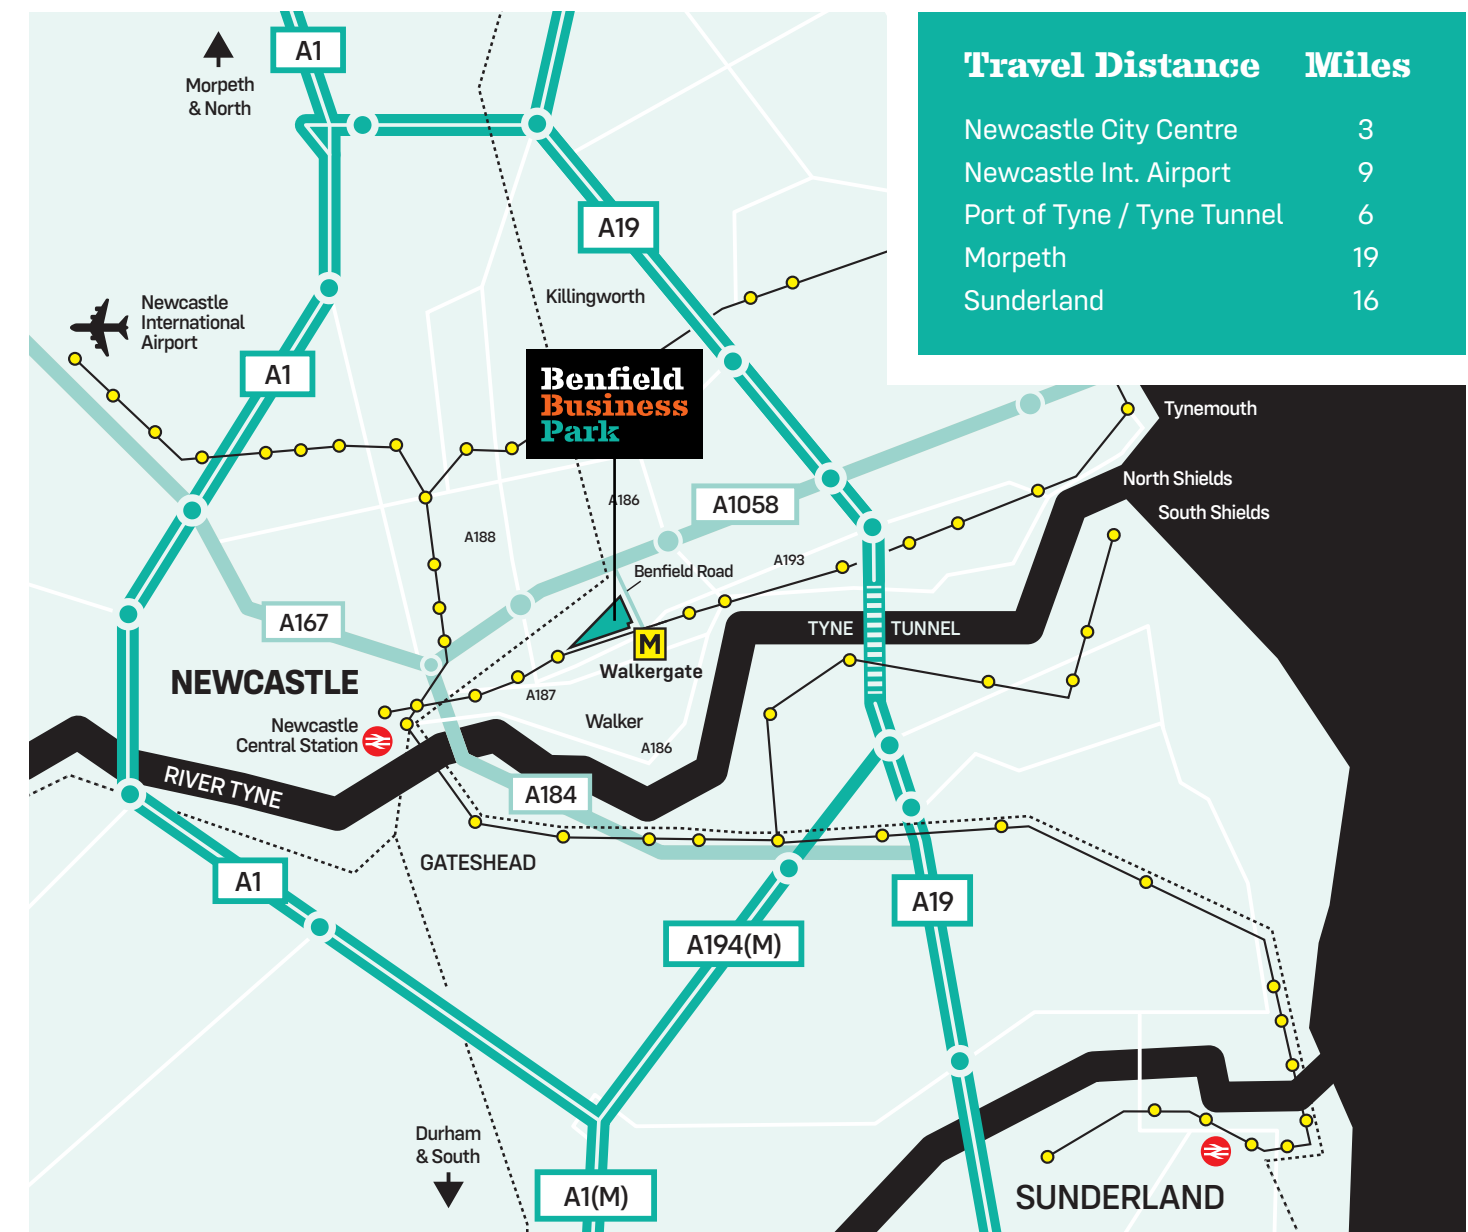 A1
Morpeth
& North
Travel Distance Miles
Newcastle City Centre 3
Newcastle Int. Airport 9
Port of Tyne / Tyne Tunnel 6
Morpeth 19
Sunderland 16
A19
Killingworth
Newcastle
International
Airport
A1
Benfield
Business
Park
Tynemouth
North Shields
South Shields
A186
A1058
A188
A193
Benfield Road
A167
TYNE TUNNEL
M
Walkergate
NEWCASTLE
A187
Newcastle
Central Station
Walker
A186
RIVER TYNE
A184
GATESHEAD
A1
A19
A194(M)
Durham
& South
A1(M)
SUNDERLAND